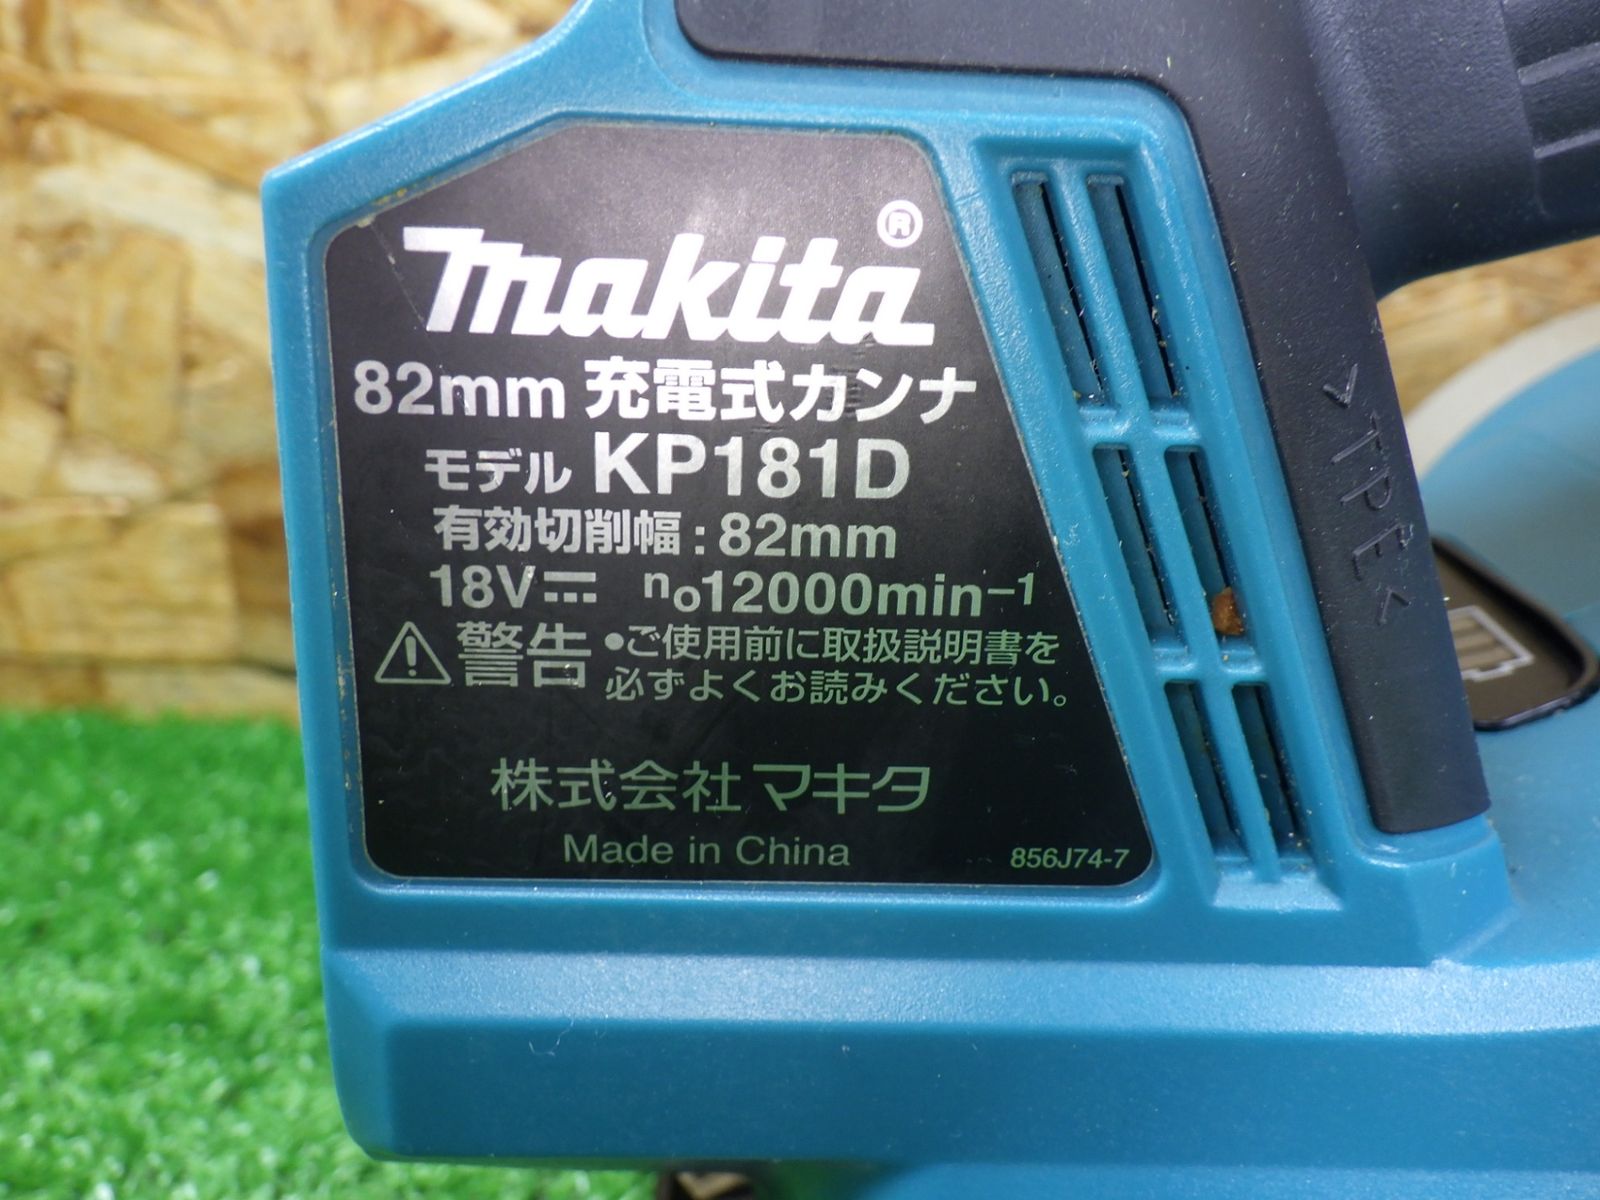 makita®
82mm 充電式カンナ
モデル KP181D
有効切削幅：82mm
18V⎓ n₀12000min⁻¹
⚠警告 •ご使用前に取扱説明書を
必ずよくお読みください。
株式会社マキタ
Made in China
856J74-7
>TPE<